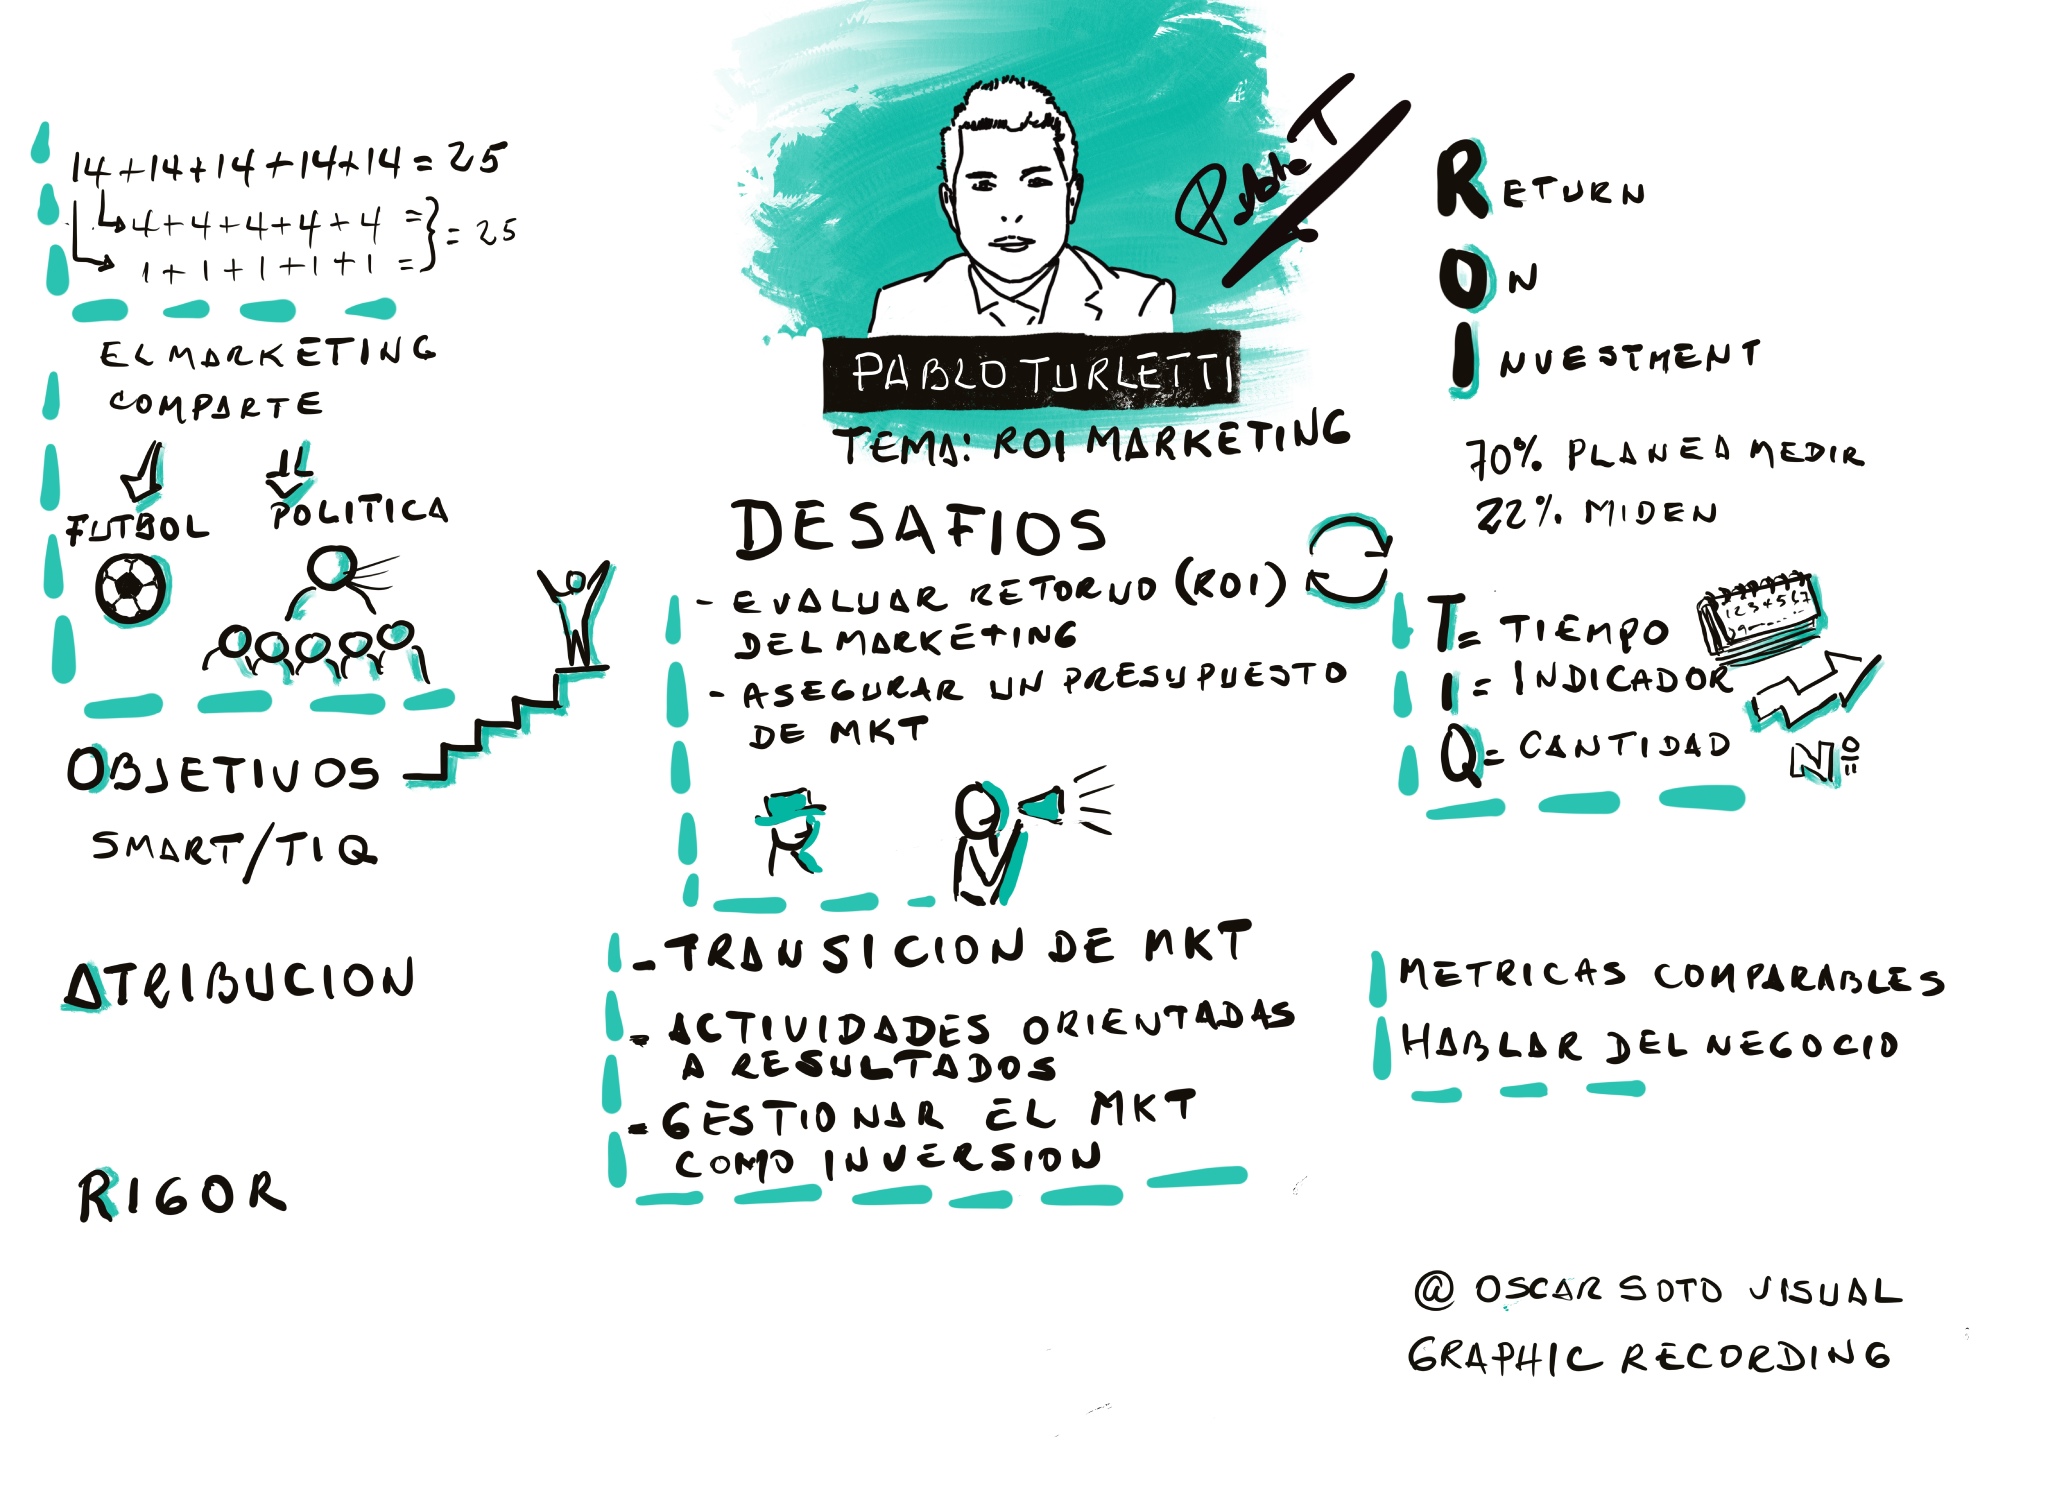 14+14+14+14+14=25
4+4+4+4+4=
1+1+1+1+1=
=25
EL MARKETING
COMPARTE
FUTBOL
POLITICA
OBJETIVOS
SMART/TIQ
ATRIBUCION
RIGOR
Pablo T
PABLO TURLETTI
TEMA: ROI MARKETING
DESAFIOS
- EVALUAR RETORNO (ROI)
DEL MARKETING
- ASEGURAR UN PRESUPUESTO
DE MKT
- TRANSICION DE MKT
- ACTIVIDADES ORIENTADAS
A RESULTADOS
- GESTIONAR EL MKT
COMO INVERSION
RETURN
ON
INVESTMENT
70% PLANEA MEDIR
22% MIDEN
T= TIEMPO
1 2 3 4 5 6 7
I= INDICADOR
Q= CANTIDAD
Nº
METRICAS COMPARABLES
HABLAR DEL NEGOCIO
@ OSCAR SOTO VISUAL
GRAPHIC RECORDING